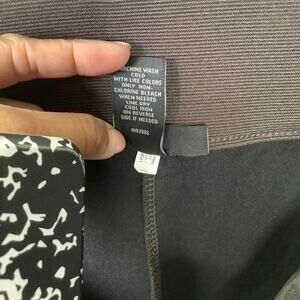 MACHINE WASH
COLD
WITH LIKE COLORS
ONLY NON-
CHLORINE BLEACH
WHEN NEEDED
LINE DRY
COOL IRON
ON REVERSE
SIDE IF NEEDED